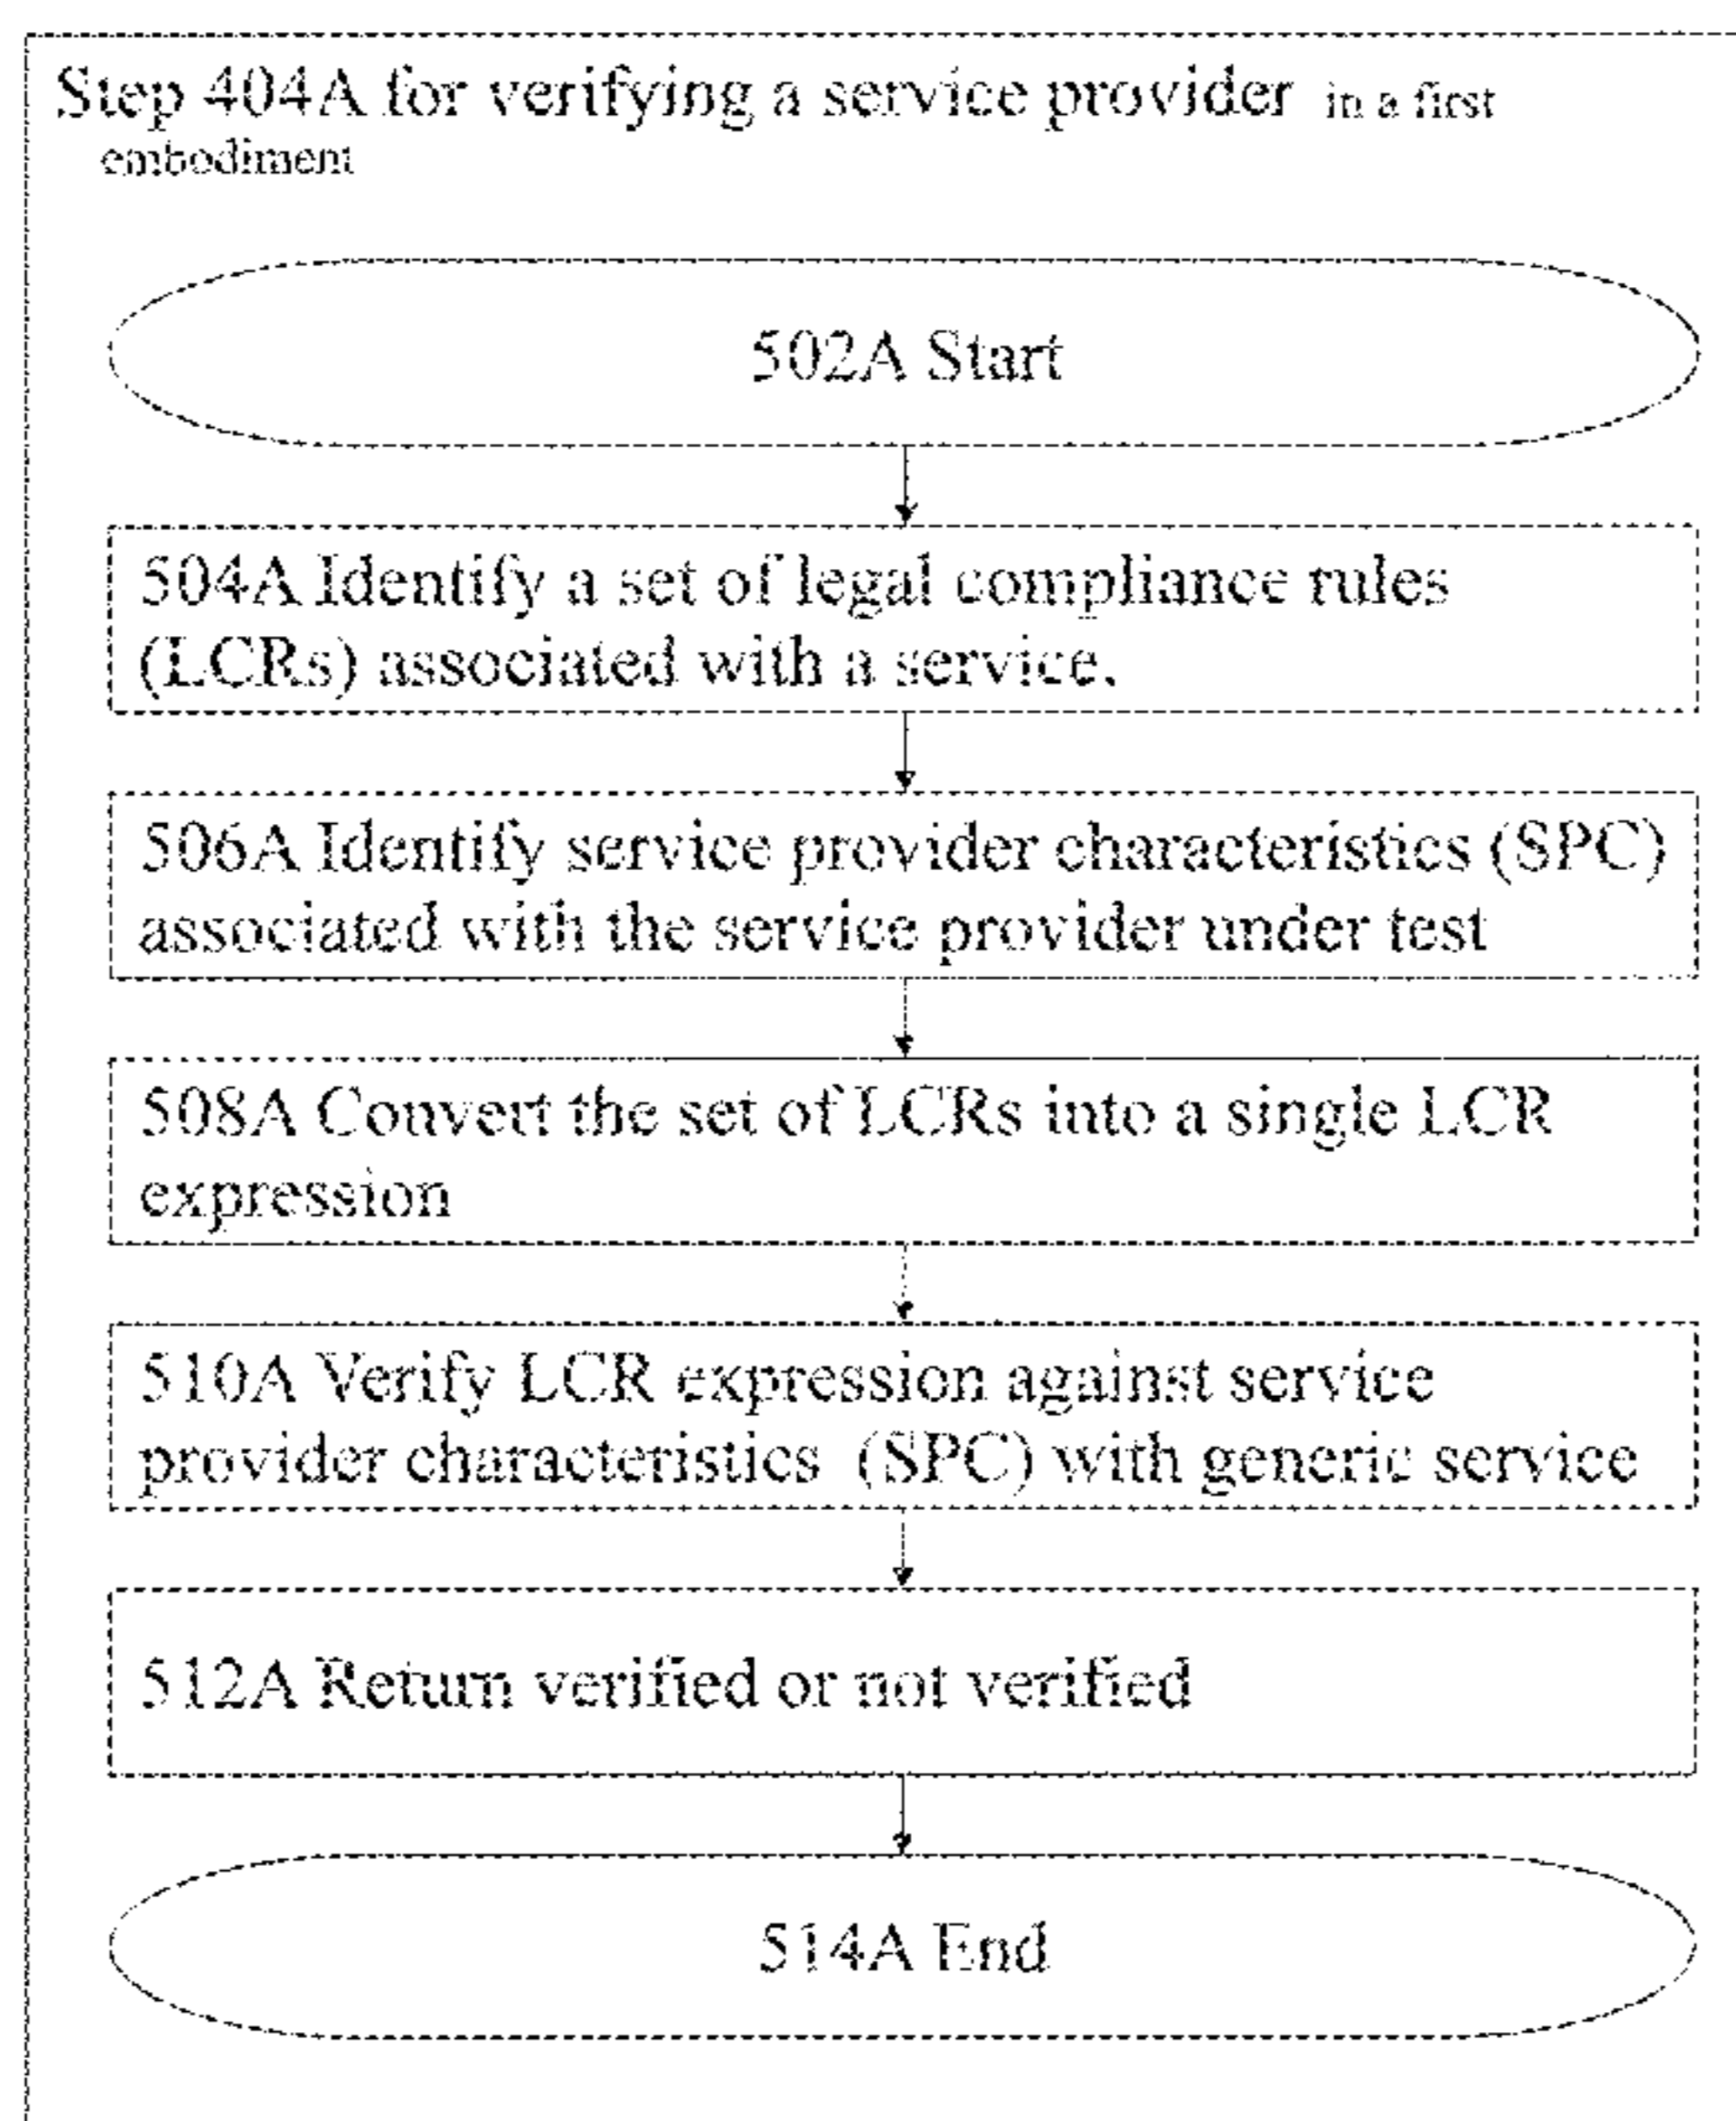 Step 404A for verifying a service provider in a first
embodiment
502A Start
504A Identify a set of legal compliance rules
(LCRs) associated with a service.
506A Identify service provider characteristics (SPC)
associated with the service provider under test
508A Convert the set of LCRs into a single LCR
expression
510A Verify LCR expression against service
provider characteristics (SPC) with generic service
512A Return verified or not verified
514A End